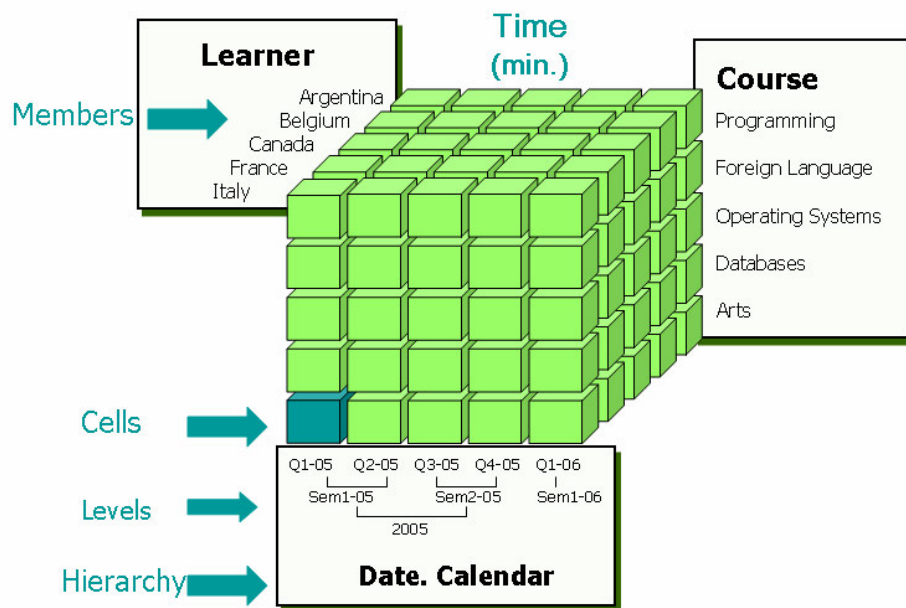 Time
(min.)
Learner
Argentina
Belgium
Canada
France
Italy
Members
Course
Programming
Foreign Language
Operating Systems
Databases
Arts
Cells
Q1-05 Q2-05 Q3-05 Q4-05 Q1-06
Levels
Sem1-05 Sem2-05 Sem1-06
2005
Hierarchy
Date. Calendar